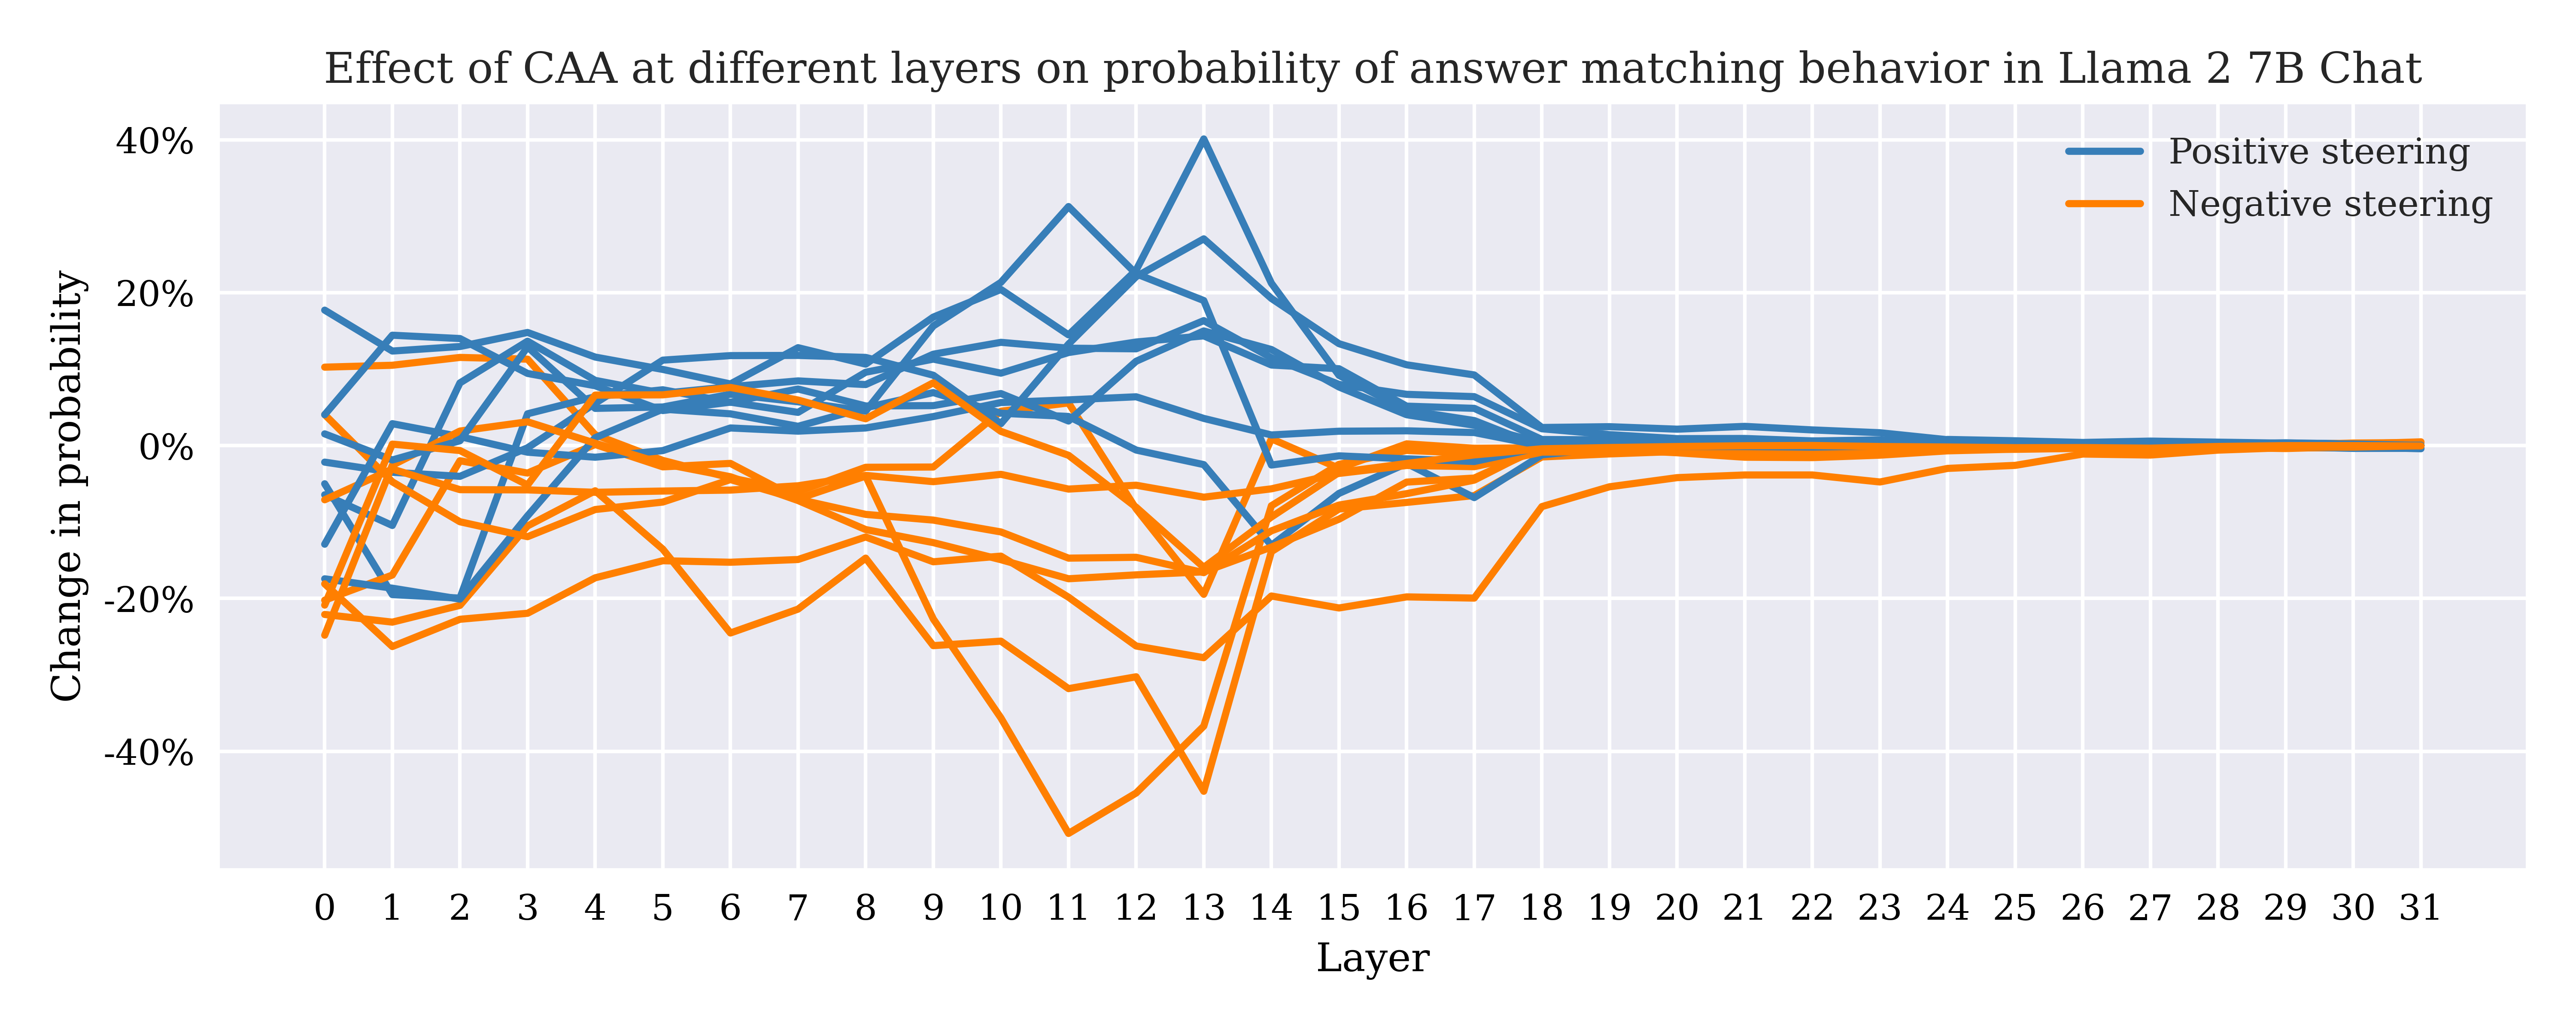 Effect of CAA at different layers on probability of answer matching behavior in Llama 2 7B Chat
40%
20%
0%
-20%
-40%
Change in probability
Positive steering
Negative steering
0 1 2 3 4 5 6 7 8 9 10 11 12 13 14 15 16 17 18 19 20 21 22 23 24 25 26 27 28 29 30 31
Layer